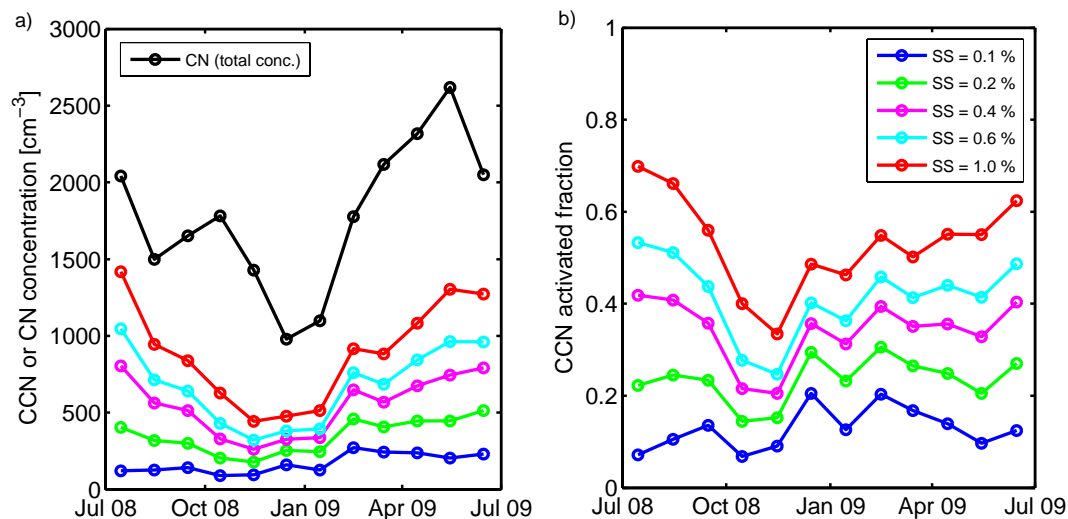 a)
CCN or CN concentration [cm⁻³]
3000
2500
2000
1500
1000
500
0
CN (total conc.)
Jul 08
Oct 08
Jan 09
Apr 09
Jul 09
b)
CCN activated fraction
1
0.8
0.6
0.4
0.2
0
SS = 0.1 %
SS = 0.2 %
SS = 0.4 %
SS = 0.6 %
SS = 1.0 %
Jul 08
Oct 08
Jan 09
Apr 09
Jul 09